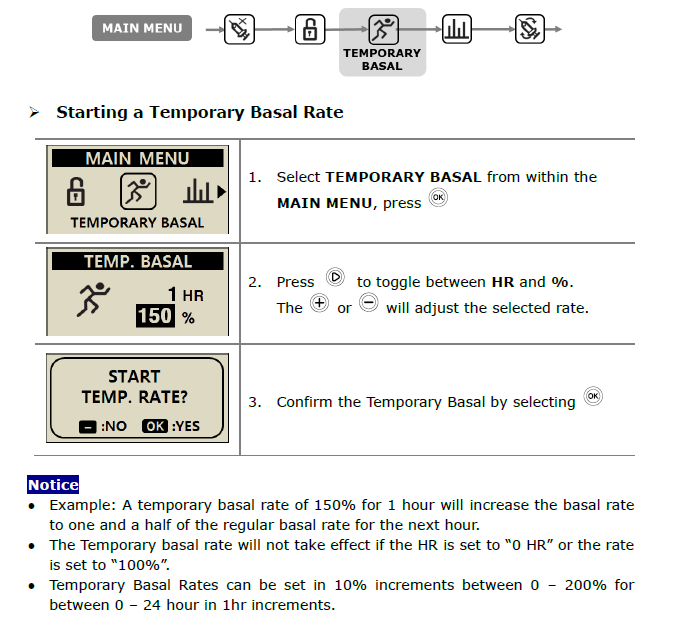 MAIN MENU
TEMPORARY
BASAL
➢ Starting a Temporary Basal Rate
MAIN MENU
TEMPORARY BASAL
1. Select TEMPORARY BASAL from within the
MAIN MENU, press OK
TEMP. BASAL
1 HR
150 %
2. Press to toggle between HR and %.
The + or − will adjust the selected rate.
START
TEMP. RATE?
− :NO OK :YES
3. Confirm the Temporary Basal by selecting OK
Notice
• Example: A temporary basal rate of 150% for 1 hour will increase the basal rate
to one and a half of the regular basal rate for the next hour.
• The Temporary basal rate will not take effect if the HR is set to “0 HR” or the rate
is set to “100%”.
• Temporary Basal Rates can be set in 10% increments between 0 – 200% for
between 0 – 24 hour in 1hr increments.